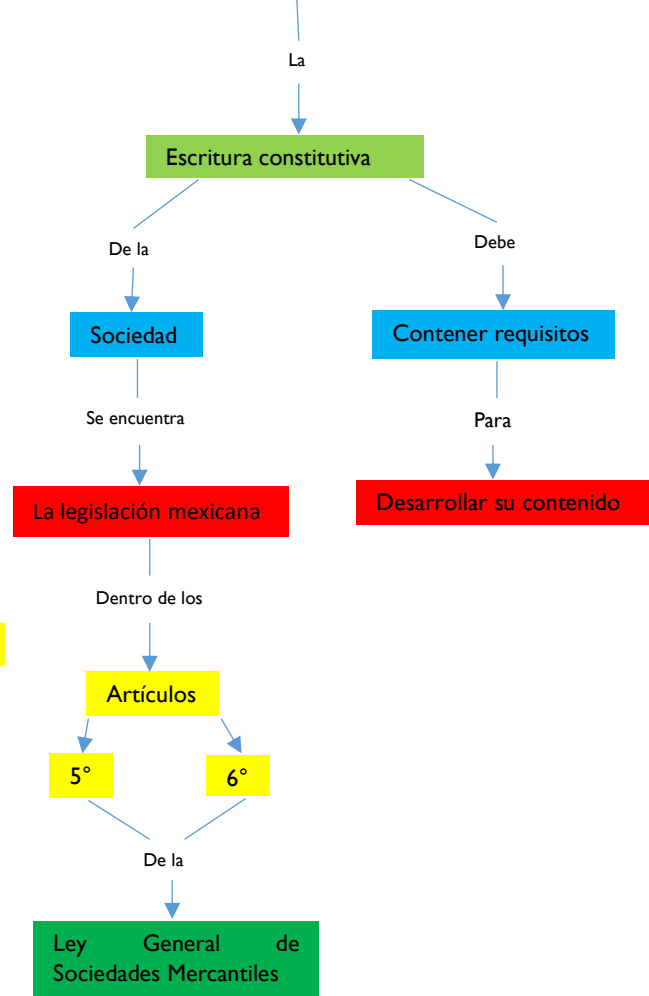 La
Escritura constitutiva
De la
Debe
Sociedad
Contener requisitos
Se encuentra
Para
La legislación mexicana
Desarrollar su contenido
Dentro de los
Artículos
5°
6°
De la
Ley General de
Sociedades Mercantiles